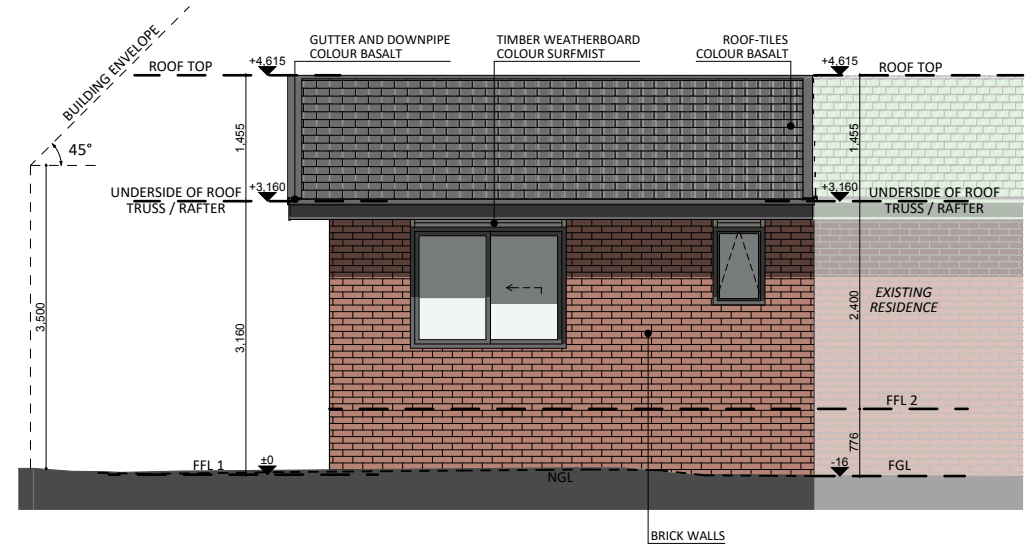 BUILDING ENVELOPE
45°
3,500
ROOF TOP
+4,615
GUTTER AND DOWNPIPE
COLOUR BASALT
TIMBER WEATHERBOARD
COLOUR SURFMIST
ROOF-TILES
COLOUR BASALT
+4,615
ROOF TOP
1,455
1,455
UNDERSIDE OF ROOF
TRUSS / RAFTER
+3,160
+3,160
UNDERSIDE OF ROOF
TRUSS / RAFTER
3,160
2,400
EXISTING
RESIDENCE
FFL 2
776
FFL 1
±0
NGL
-16
FGL
BRICK WALLS